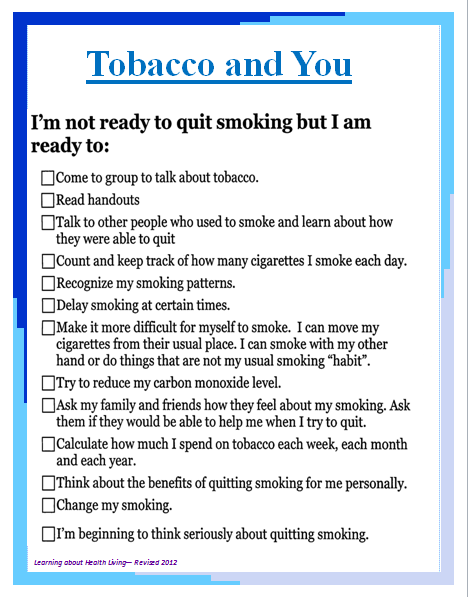 Tobacco and You
I'm not ready to quit smoking but I am
ready to:
Come to group to talk about tobacco.
Read handouts
Talk to other people who used to smoke and learn about how
they were able to quit
Count and keep track of how many cigarettes I smoke each day.
Recognize my smoking patterns.
Delay smoking at certain times.
Make it more difficult for myself to smoke.  I can move my
cigarettes from their usual place. I can smoke with my other
hand or do things that are not my usual smoking “habit”.
Try to reduce my carbon monoxide level.
Ask my family and friends how they feel about my smoking. Ask
them if they would be able to help me when I try to quit.
Calculate how much I spend on tobacco each week, each month
and each year.
Think about the benefits of quitting smoking for me personally.
Change my smoking.
I'm beginning to think seriously about quitting smoking.
Learning about Health Living— Revized 2012